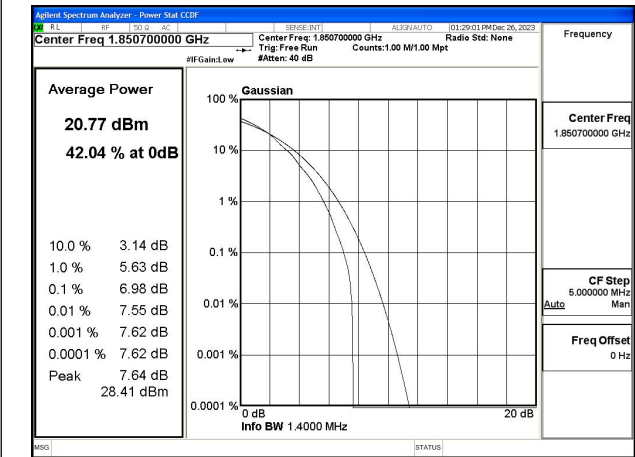 Agilent Spectrum Analyzer - Power Stat CCDF
RL RF 50 Ω AC SENSE:INT ALIGN AUTO 01:29:01 PM Dec 26, 2023
Center Freq 1.850700000 GHz
Center Freq: 1.850700000 GHz Radio Std: None
Trig: Free Run Counts:1.00 M/1.00 Mpt
#IFGain:Low #Atten: 40 dB
Frequency
Average Power
20.77 dBm
42.04 % at 0dB
10.0 % 3.14 dB
1.0 % 5.63 dB
0.1 % 6.98 dB
0.01 % 7.55 dB
0.001 % 7.62 dB
0.0001 % 7.62 dB
Peak 7.64 dB
28.41 dBm
Gaussian
100 %
10 %
1 %
0.1 %
0.01 %
0.001 %
0.0001 %
0 dB 20 dB
Info BW 1.4000 MHz
Center Freq
1.850700000 GHz
CF Step
5.000000 MHz
Auto Man
Freq Offset
0 Hz
MSG STATUS